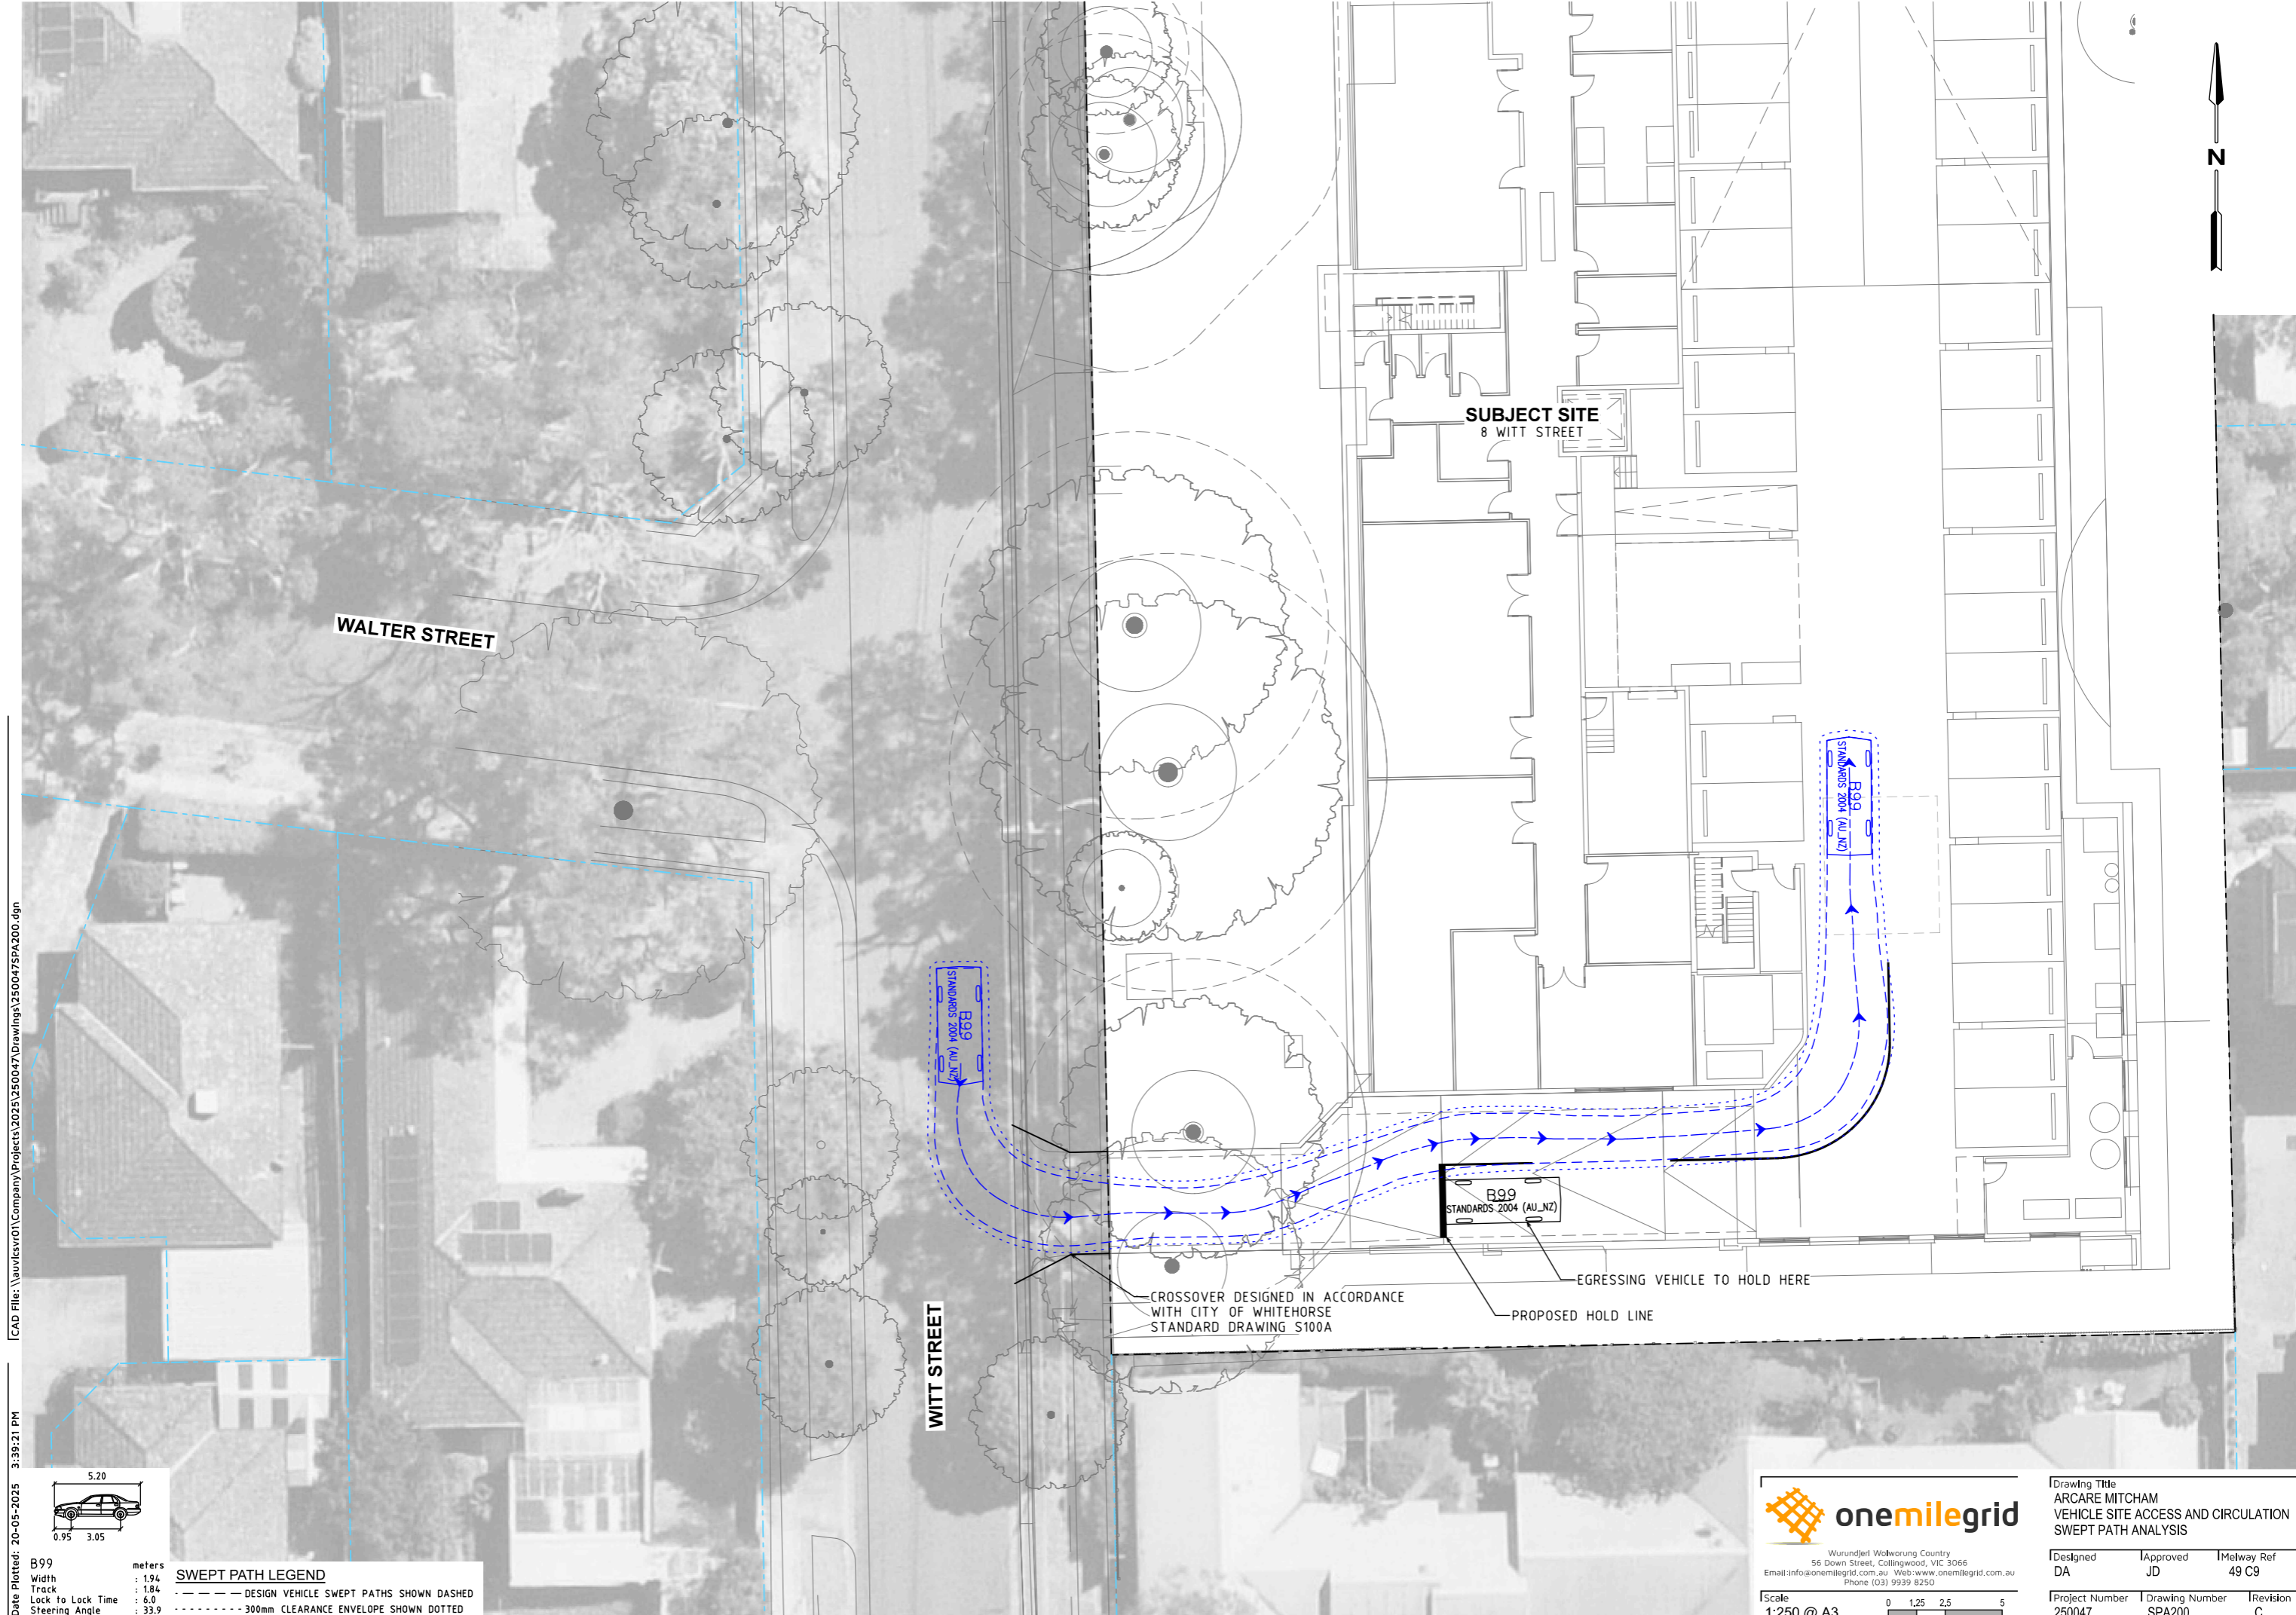 N
SUBJECT SITE
8 WITT STREET
WALTER STREET
B99
STANDARDS 2004 (AU_NZ)
B99
STANDARDS 2004 (AU_NZ)
B99
STANDARDS 2004 (AU_NZ)
EGRESSING VEHICLE TO HOLD HERE
PROPOSED HOLD LINE
CROSSOVER DESIGNED IN ACCORDANCE
WITH CITY OF WHITEHORSE
STANDARD DRAWING S100A
WITT STREET
CAD File: \\auvicsvr01\Company\Projects\2025\250047\Drawings\250047SPA200.dgn
Date Plotted: 20-05-2025 3:39:21 PM
5.20
0.95 3.05
B99 meters
Width : 1.94
Track : 1.84
Lock to Lock Time : 6.0
Steering Angle : 33.9
SWEPT PATH LEGEND
DESIGN VEHICLE SWEPT PATHS SHOWN DASHED
300mm CLEARANCE ENVELOPE SHOWN DOTTED
onemilegrid
Wurundjeri Woiworung Country
56 Down Street, Collingwood, VIC 3066
Email:info@onemilegrid.com.au Web:www.onemilegrid.com.au
Phone (03) 9939 8250
Scale
1:250 @ A3
0 1.25 2.5 5
Drawing Title
ARCARE MITCHAM
VEHICLE SITE ACCESS AND CIRCULATION
SWEPT PATH ANALYSIS
Designed Approved Melway Ref
DA JD 49 C9
Project Number Drawing Number Revision
250047 SPA200 C